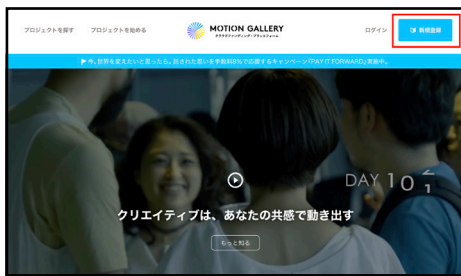 プロジェクトを探す
プロジェクトを始める
MOTION GALLERY
クラウドファンディング・プラットフォーム
ログイン
新規登録
今、世界を変えたいと思ったら。託された思いを手数料8%で応援するキャンペーン「PAY IT FORWARD」実施中。
DAY 10
クリエイティブは、あなたの共感で動き出す
もっと知る